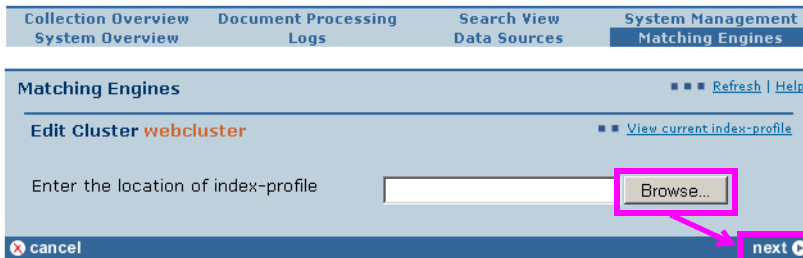 Collection Overview Document Processing Search View System Management
System Overview Logs Data Sources Matching Engines
Matching Engines Refresh | Help
Edit Cluster webcluster View current index-profile
Enter the location of index-profile Browse...
cancel next